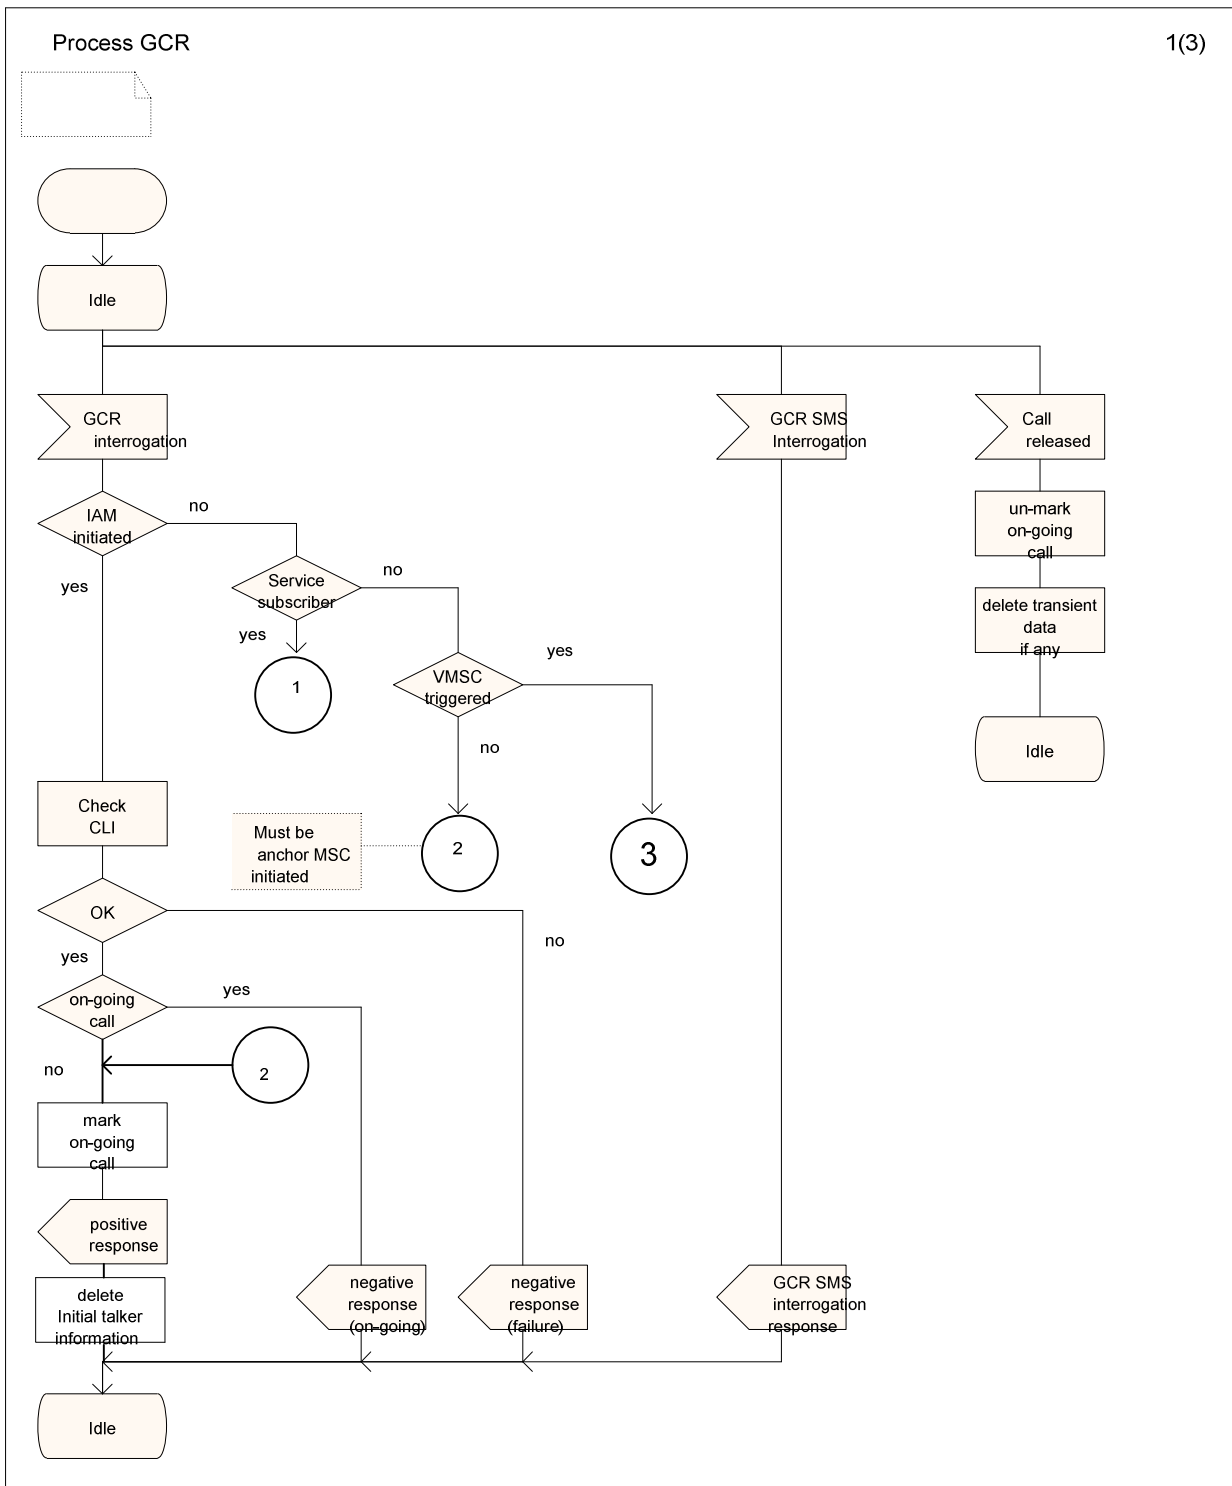 Process GCR
1(3)
Idle
GCR
interrogation
GCR SMS
Interrogation
Call
released
IAM
initiated
no
yes
un-mark
on-going
call
Service
subscriber
no
yes
delete transient
data
if any
1
VMSC
triggered
yes
no
Idle
Check
CLI
Must be
anchor MSC
initiated
2
3
OK
no
yes
on-going
call
yes
no
2
mark
on-going
call
positive
response
delete
Initial talker
information
negative
response
(on-going)
negative
response
(failure)
GCR SMS
interrogation
response
Idle